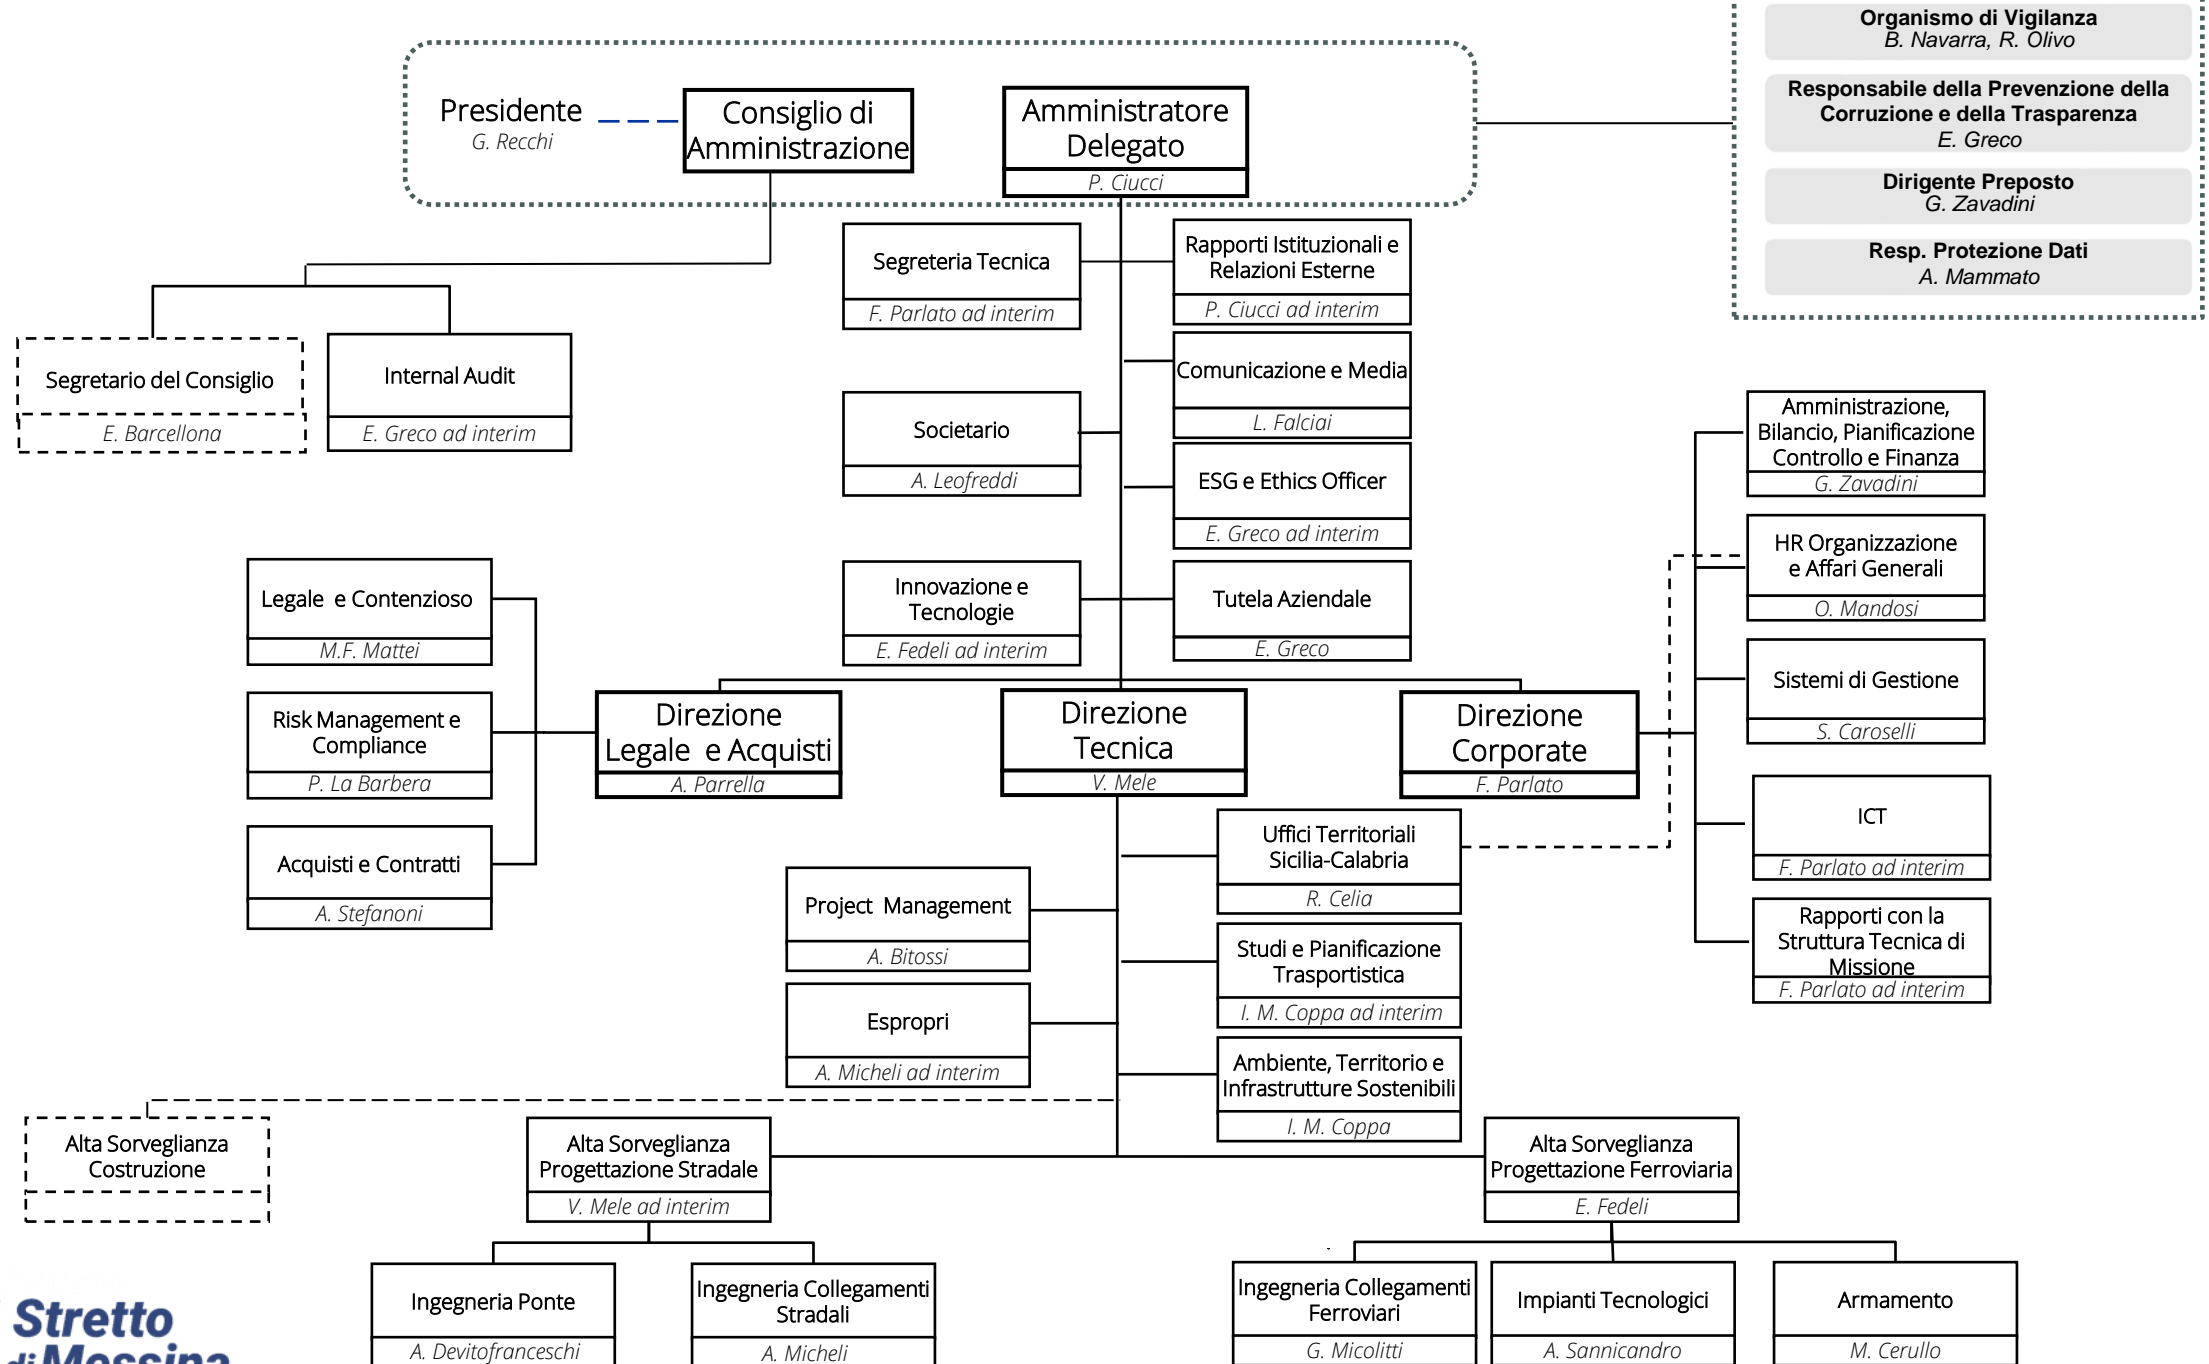 Organismo di Vigilanza
B. Navarra, R. Olivo
Responsabile della Prevenzione della
Corruzione e della Trasparenza
E. Greco
Dirigente Preposto
G. Zavadini
Resp. Protezione Dati
A. Mammato
Presidente
G. Recchi
Consiglio di
Amministrazione
Amministratore
Delegato
P. Ciucci
Segreteria Tecnica
F. Parlato ad interim
Rapporti Istituzionali e
Relazioni Esterne
P. Ciucci ad interim
Segretario del Consiglio
E. Barcellona
Internal Audit
E. Greco ad interim
Comunicazione e Media
L. Falciai
Societario
A. Leofreddi
ESG e Ethics Officer
E. Greco ad interim
Innovazione e
Tecnologie
E. Fedeli ad interim
Tutela Aziendale
E. Greco
Amministrazione,
Bilancio, Pianificazione
Controllo e Finanza
G. Zavadini
HR Organizzazione
e Affari Generali
O. Mandosi
Sistemi di Gestione
S. Caroselli
ICT
F. Parlato ad interim
Rapporti con la
Struttura Tecnica di
Missione
F. Parlato ad interim
Legale e Contenzioso
M.F. Mattei
Risk Management e
Compliance
P. La Barbera
Acquisti e Contratti
A. Stefanoni
Direzione
Legale e Acquisti
A. Parrella
Direzione
Tecnica
V. Mele
Direzione
Corporate
F. Parlato
Uffici Territoriali
Sicilia-Calabria
R. Celia
Project Management
A. Bitossi
Studi e Pianificazione
Trasportistica
I. M. Coppa ad interim
Espropri
A. Micheli ad interim
Ambiente, Territorio e
Infrastrutture Sostenibili
I. M. Coppa
Alta Sorveglianza
Costruzione
Alta Sorveglianza
Progettazione Stradale
V. Mele ad interim
Alta Sorveglianza
Progettazione Ferroviaria
E. Fedeli
Ingegneria Ponte
A. Devitofranceschi
Ingegneria Collegamenti
Stradali
A. Micheli
Ingegneria Collegamenti
Ferroviari
G. Micolitti
Impianti Tecnologici
A. Sannicandro
Armamento
M. Cerullo
Stretto
di Messina